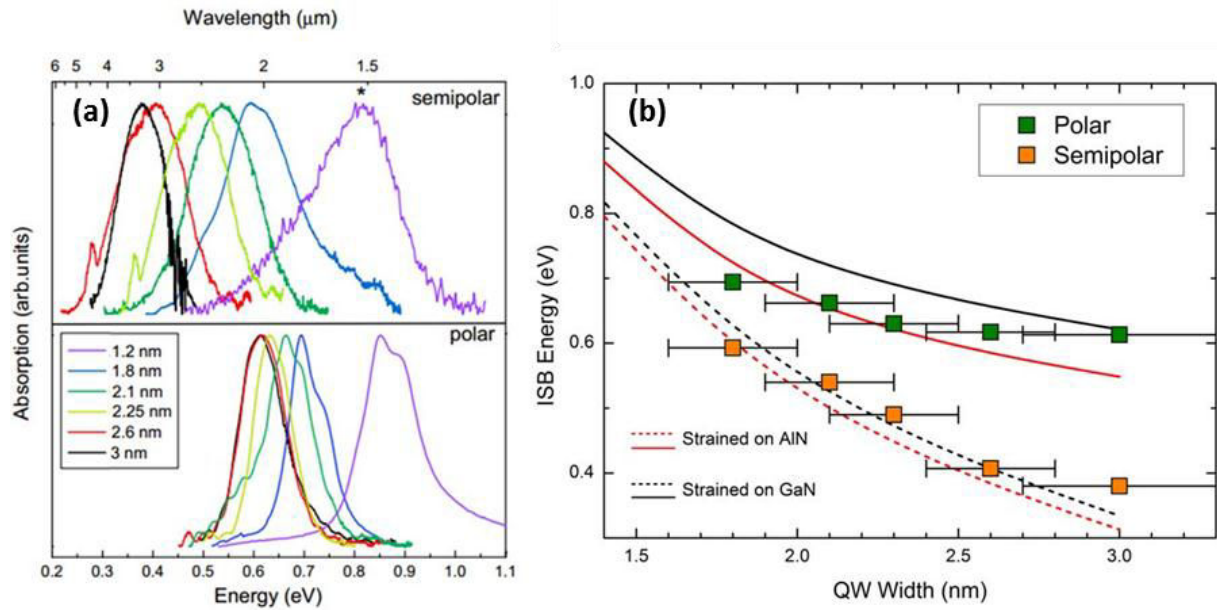 Wavelength (μm)
6 5 4 3 2 1.5
(a)
*
semipolar
Absorption (arb.units)
polar
1.2 nm
1.8 nm
2.1 nm
2.25 nm
2.6 nm
3 nm
0.2 0.3 0.4 0.5 0.6 0.7 0.8 0.9 1.0 1.1
Energy (eV)
(b)
1.0
0.8
0.6
0.4
ISB Energy (eV)
Polar
Semipolar
Strained on AlN
Strained on GaN
1.5 2.0 2.5 3.0
QW Width (nm)